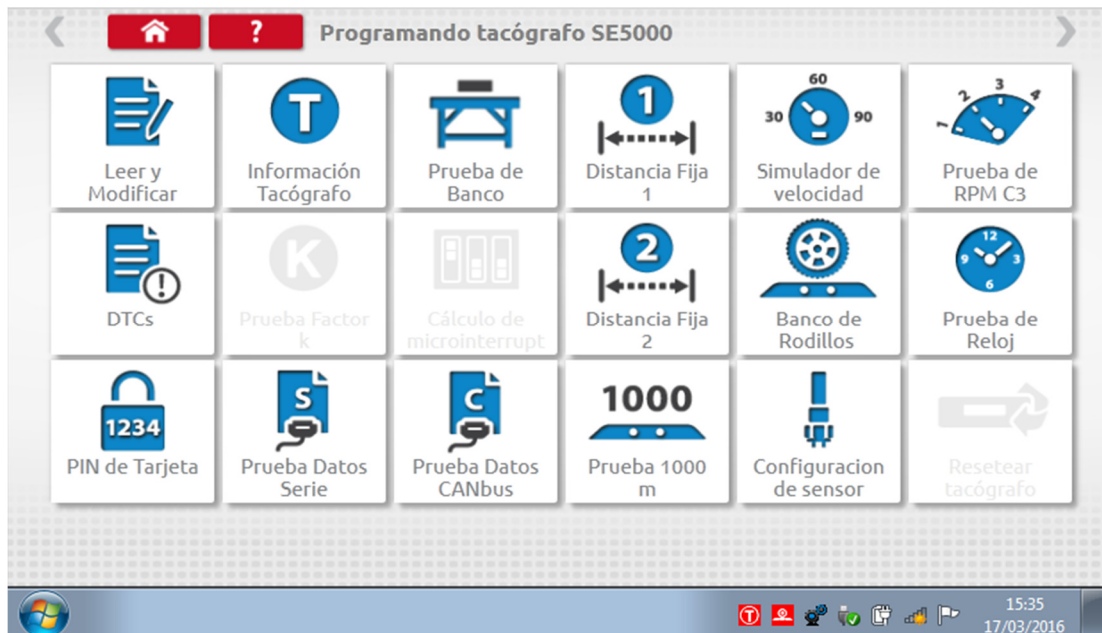 ?
Programando tacógrafo SE5000
Leer y
Modificar
T
Información
Tacógrafo
Prueba de
Banco
1
Distancia Fija
1
60
30
90
Simulador de
velocidad
1
2
3
4
Prueba de
RPM C3
DTCs
K
Prueba Factor
k
Cálculo de
microinterrupt
2
Distancia Fija
2
Banco de
Rodillos
12
9
3
6
Prueba de
Reloj
1234
PIN de Tarjeta
S
Prueba Datos
Serie
C
Prueba Datos
CANbus
1000
Prueba 1000
m
Configuracion
de sensor
Resetear
tacógrafo
T
15:35
17/03/2016